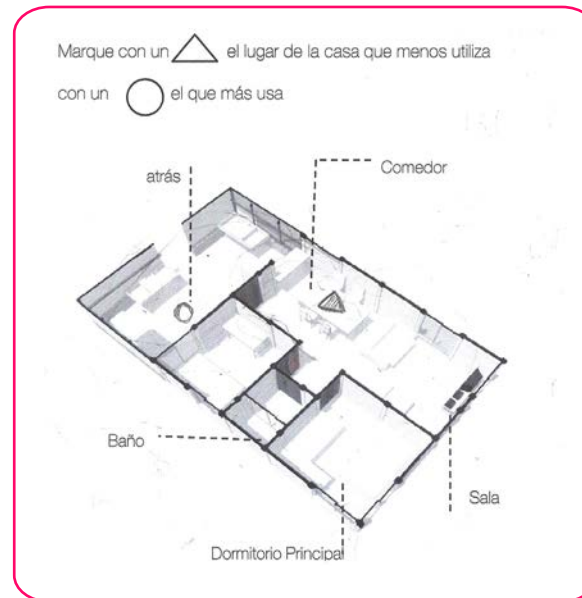 Marque con un el lugar de la casa que menos utiliza
con un el que más usa
atrás
Comedor
Baño
Sala
Dormitorio Principal